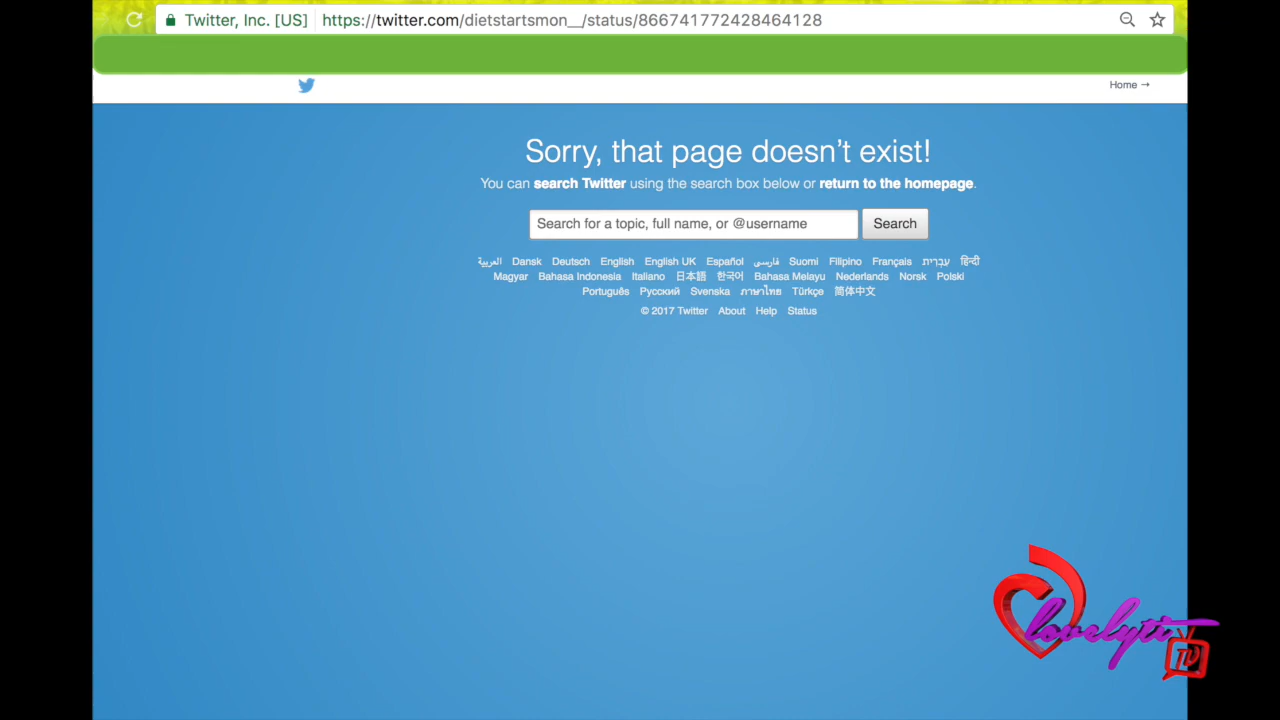 Twitter, Inc. [US] https://twitter.com/dietstartsmon__/status/866741772428464128
Home →
Sorry, that page doesn't exist!
You can search Twitter using the search box below or return to the homepage.
Search for a topic, full name, or @username Search
العربية Dansk Deutsch English English UK Español فارسی Suomi Filipino Français עִבְרִית हिन्दी
Magyar Bahasa Indonesia Italiano 日本語 한국어 Bahasa Melayu Nederlands Norsk Polski
Português Русский Svenska ภาษาไทย Türkçe 简体中文
© 2017 Twitter About Help Status
lovelyti
TV